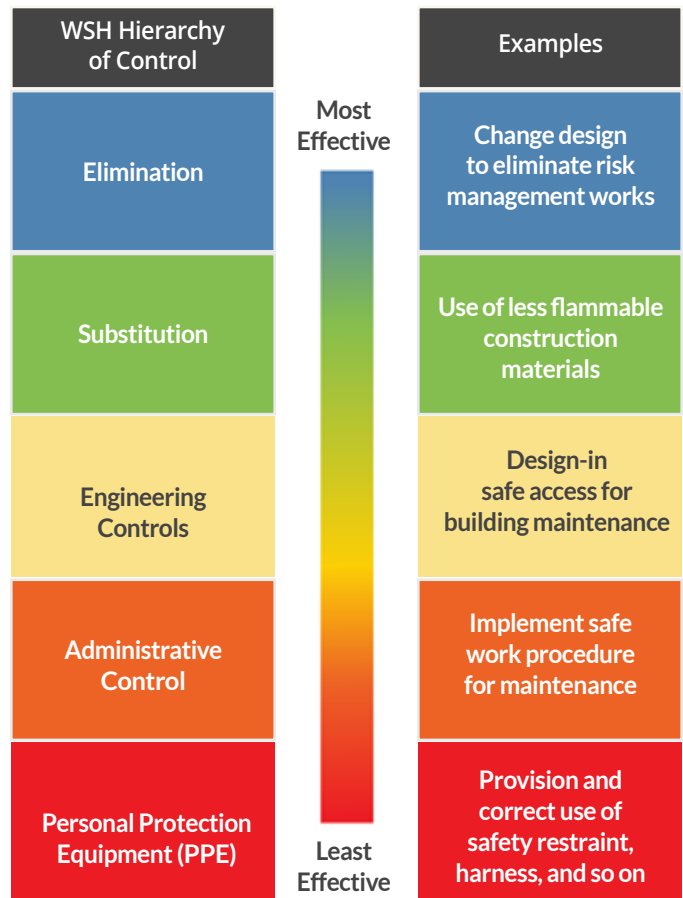 WSH Hierarchy
of Control
Examples
Most
Effective
Elimination
Change design
to eliminate risk
management works
Substitution
Use of less flammable
construction
materials
Engineering
Controls
Design-in
safe access for
building maintenance
Administrative
Control
Implement safe
work procedure
for maintenance
Personal Protection
Equipment (PPE)
Provision and
correct use of
safety restraint,
harness, and so on
Least
Effective